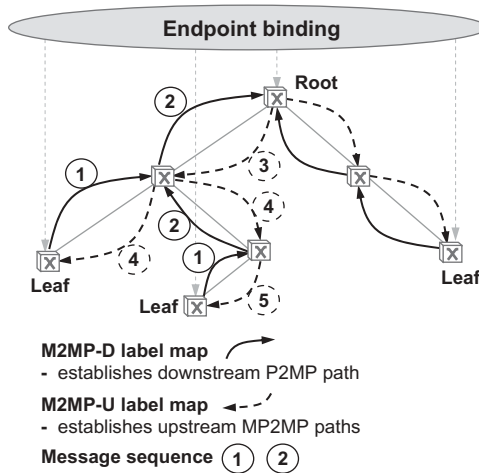 Endpoint binding
Root
2
3
1
4
2
4
1
Leaf
Leaf
5
Leaf
M2MP-D label map
- establishes downstream P2MP path
M2MP-U label map
- establishes upstream MP2MP paths
Message sequence 1 2